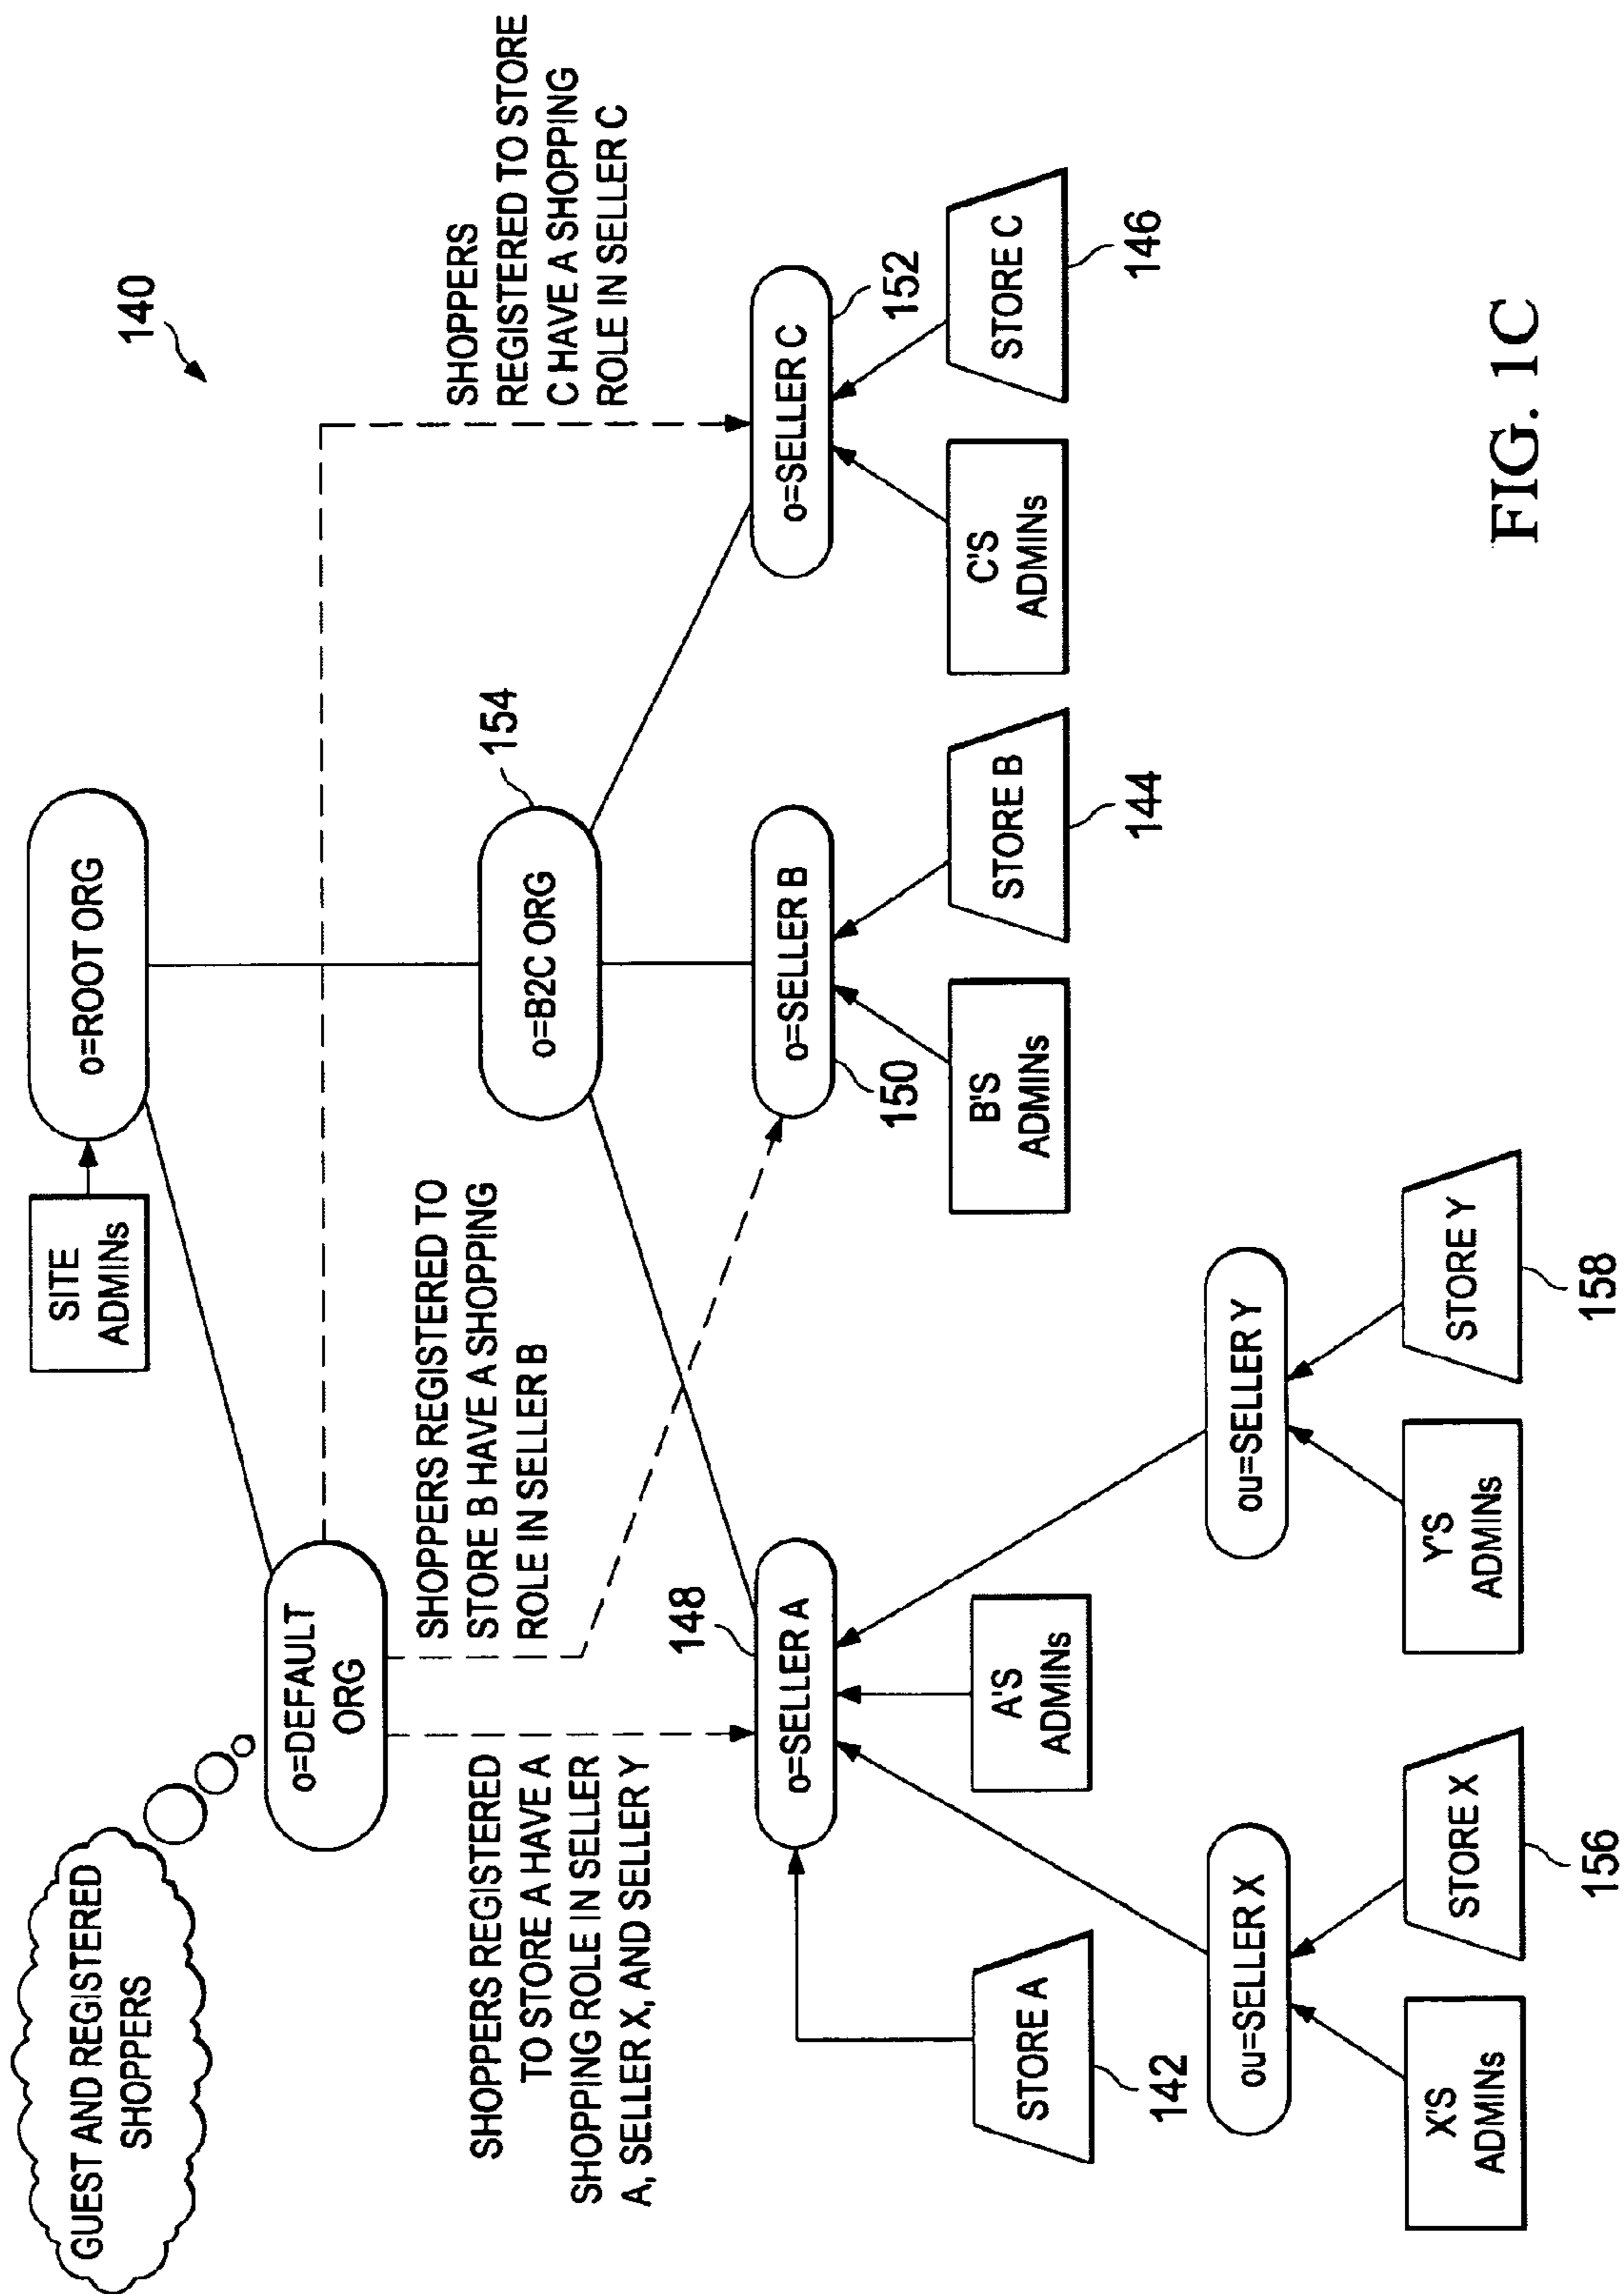 140
GUEST AND REGISTERED
SHOPPERS
SITE
ADMINs
o=ROOT ORG
o=DEFAULT
ORG
SHOPPERS REGISTERED
TO STORE A HAVE A
SHOPPING ROLE IN SELLER
A, SELLER X, AND SELLER Y
SHOPPERS REGISTERED TO
STORE B HAVE A SHOPPING
ROLE IN SELLER B
SHOPPERS
REGISTERED TO STORE
C HAVE A SHOPPING
ROLE IN SELLER C
o=B2C ORG
154
148
o=SELLER A
o=SELLER B
150
o=SELLER C
152
STORE A
142
A'S
ADMINs
B'S
ADMINs
STORE B
144
C'S
ADMINs
STORE C
146
ou=SELLER X
ou=SELLER Y
X'S
ADMINs
STORE X
156
Y'S
ADMINs
STORE Y
158
FIG. 1C